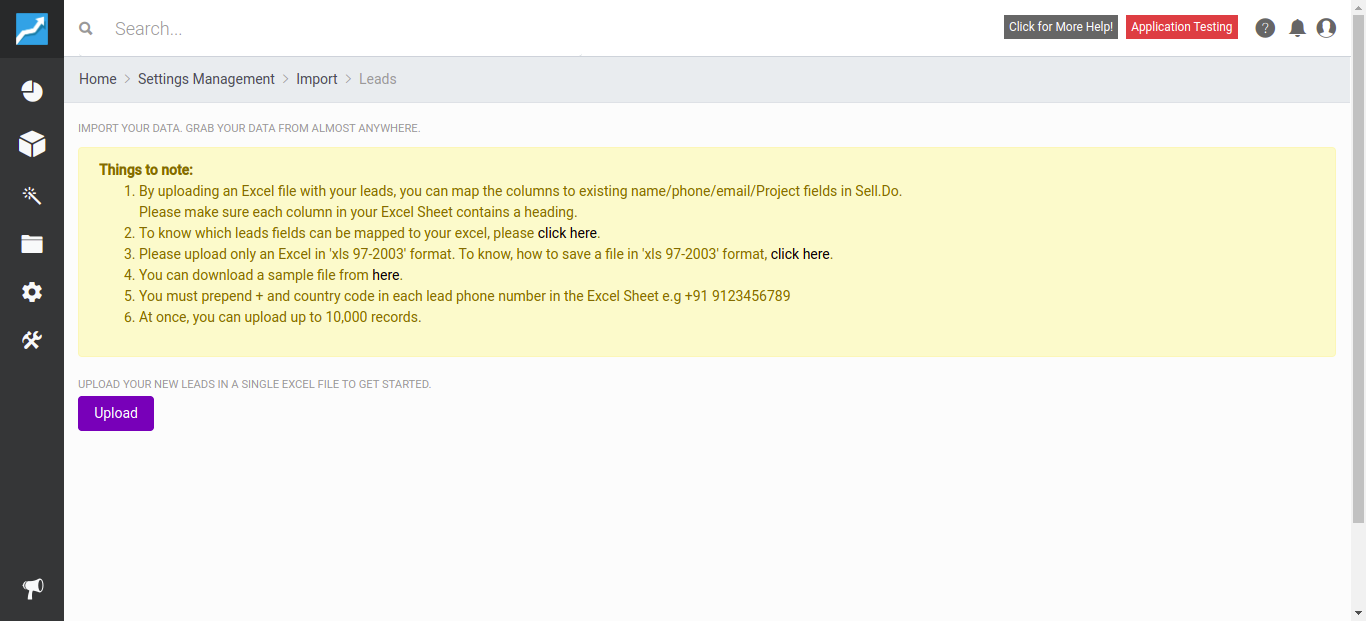 Search...
Click for More Help!
Application Testing
?
Home > Settings Management > Import > Leads
IMPORT YOUR DATA. GRAB YOUR DATA FROM ALMOST ANYWHERE.
Things to note:
1. By uploading an Excel file with your leads, you can map the columns to existing name/phone/email/Project fields in Sell.Do.
Please make sure each column in your Excel Sheet contains a heading.
2. To know which leads fields can be mapped to your excel, please click here.
3. Please upload only an Excel in 'xls 97-2003' format. To know, how to save a file in 'xls 97-2003' format, click here.
4. You can download a sample file from here.
5. You must prepend + and country code in each lead phone number in the Excel Sheet e.g +91 9123456789
6. At once, you can upload up to 10,000 records.
UPLOAD YOUR NEW LEADS IN A SINGLE EXCEL FILE TO GET STARTED.
Upload